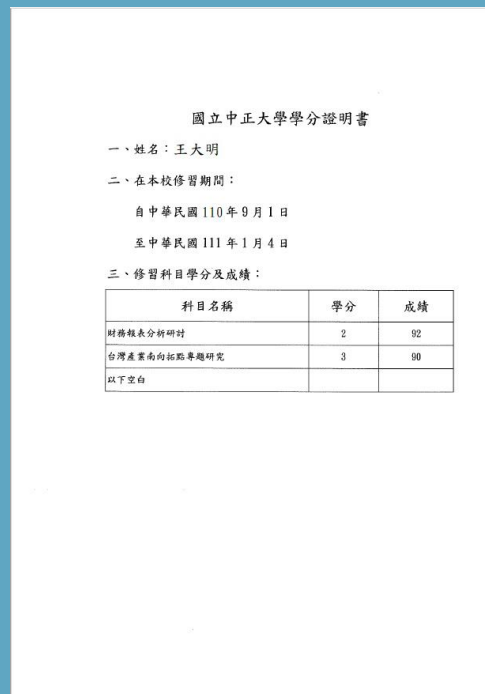 國立中正大學學分證明書
一、姓名：王大明
二、在本校修習期間：
自中華民國110年9月1日
至中華民國111年1月4日
三、修習科目學分及成績：
科目名稱 學分 成績
財務報表分析研討 2 92
台灣產業南向拓點專題研究 3 90
以下空白